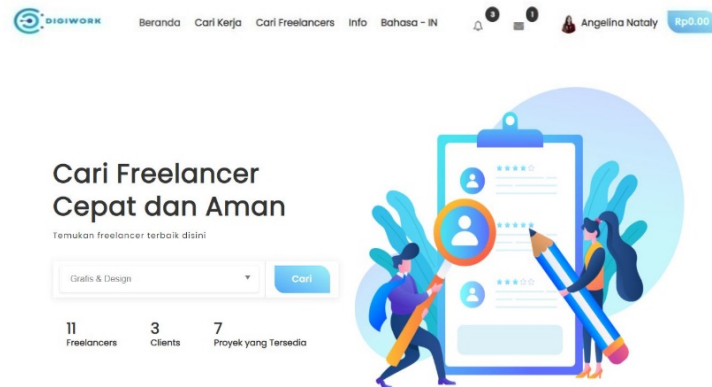 DIGIWORK
Beranda Cari Kerja Cari Freelancers Info Bahasa - IN 3 1 Angelina Nataly Rp0.00
Cari Freelancer
Cepat dan Aman
Temukan freelancer terbaik disini
Grafis & Design Cari
11 3 7
Freelancers Clients Proyek yang Tersedia